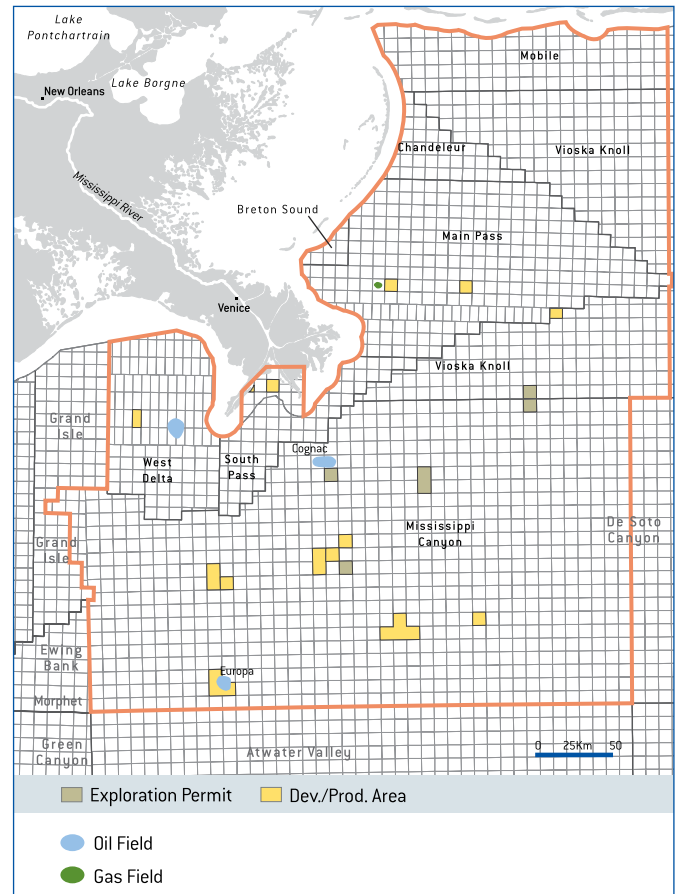 Lake
Pontchartrain
Mobile
Lake Borgne
New Orleans
Chandeleur
Vioska Knoll
Mississippi River
Breton Sound
Main Pass
Venice
Vioska Knoll
Grand
Isle
West
Delta
South
Pass
Cognac
Mississippi
Canyon
De Soto
Canyon
Grand
Isle
Ewing
Bank
Europa
Morphet
Green
Canyon
Atwater Valley
0 25Km 50
Exploration Permit
Dev./Prod. Area
Oil Field
Gas Field